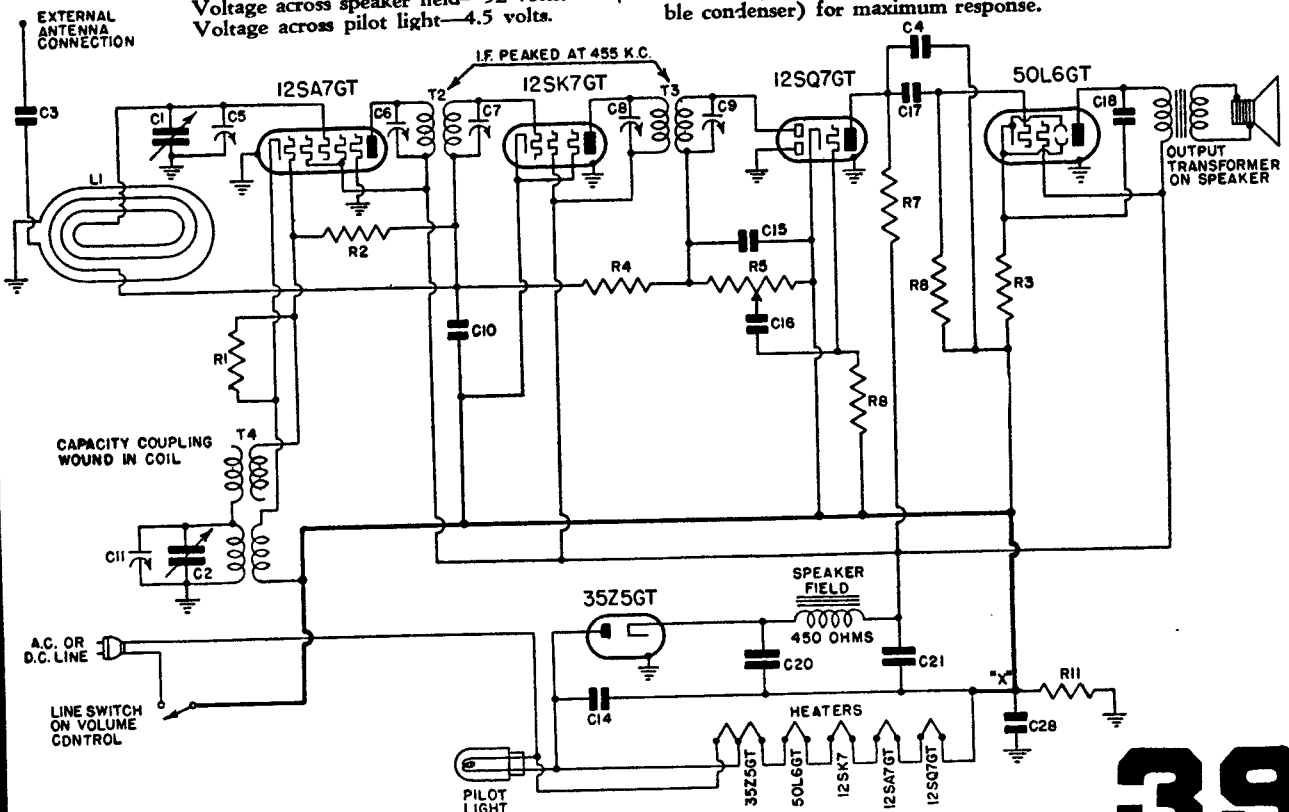 Voltage across pilot light—4.5 volts.
ble condenser) for maximum response.
EXTERNAL
ANTENNA
CONNECTION
C3
L1
C1
C5
12SA7GT
C6
T2
C7
I.F. PEAKED AT 455 K.C.
12SK7GT
C8
T3
C9
12SQ7GT
C4
C17
50L6GT
C18
OUTPUT
TRANSFORMER
ON SPEAKER
R2
R4
C15
R5
C16
R7
R8
R3
R1
C10
R8
CAPACITY COUPLING
WOUND IN COIL
T4
C11
C2
A.C. OR
D.C. LINE
LINE SWITCH
ON VOLUME
CONTROL
35Z5GT
SPEAKER
FIELD
450 OHMS
C20
C21
C14
"X"
R11
C28
HEATERS
35Z5GT
50L6GT
12SK7
12SA7GT
12SQ7GT
PILOT
LIGHT
39